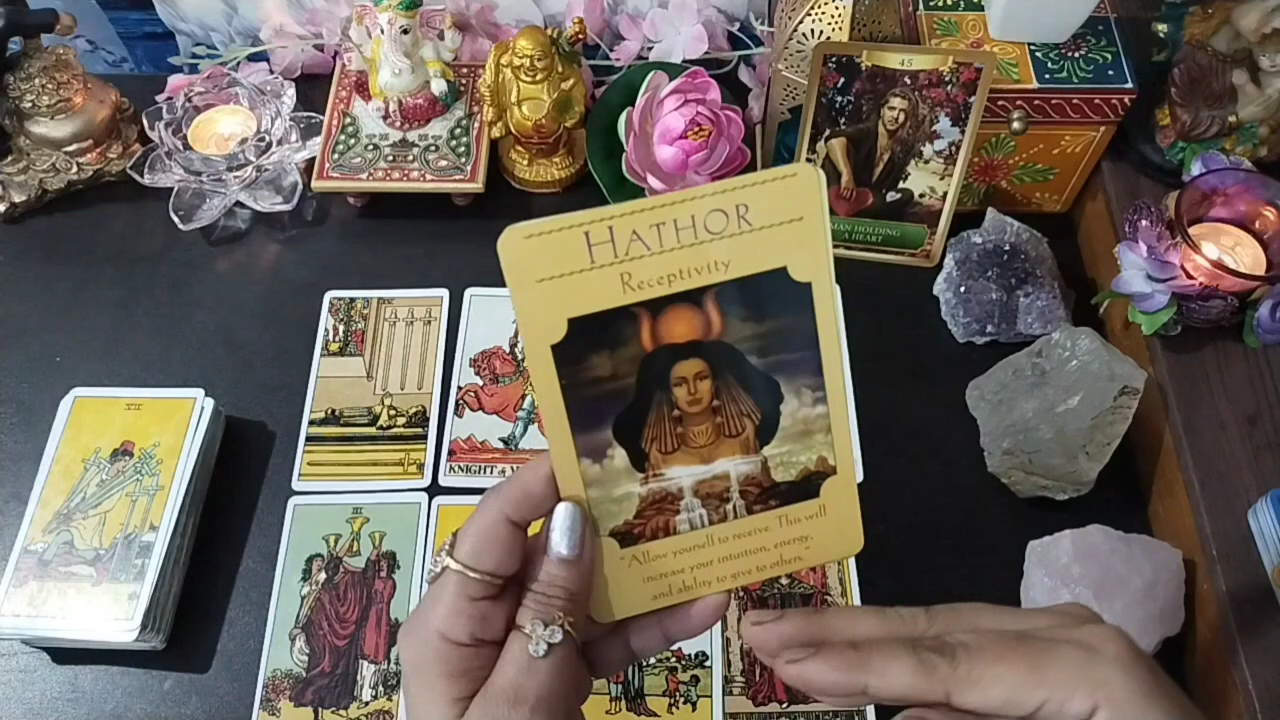 45
MAN HOLDING
A HEART
HATHOR
Receptivity
"Allow yourself to receive. This will
increase your intuition, energy,
and ability to give to others."
KNIGHT of
VII
III